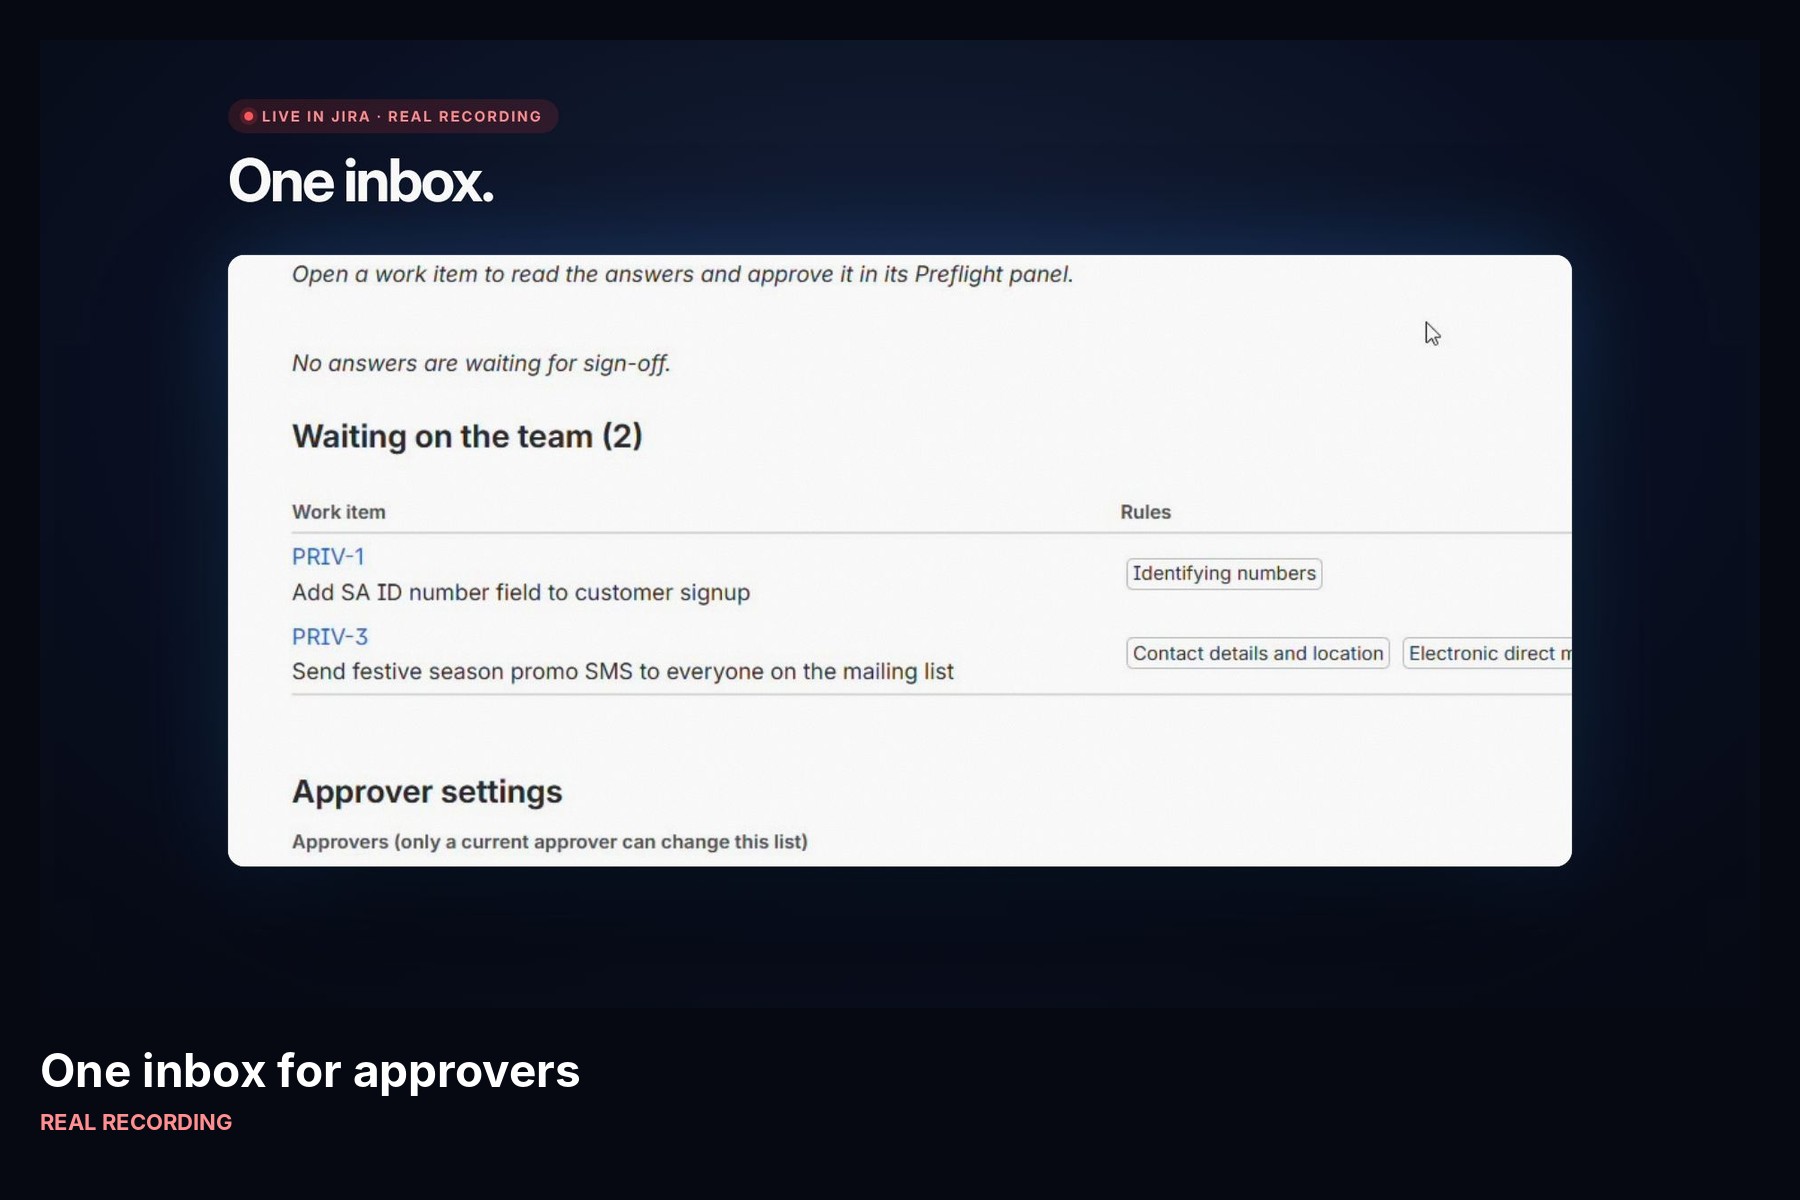 LIVE IN JIRA · REAL RECORDING
One inbox.
Open a work item to read the answers and approve it in its Preflight panel.
No answers are waiting for sign-off.
Waiting on the team (2)
Work item Rules
PRIV-1
Add SA ID number field to customer signup
Identifying numbers
PRIV-3
Send festive season promo SMS to everyone on the mailing list
Contact details and location Electronic direct
Approver settings
Approvers (only a current approver can change this list)
One inbox for approvers
REAL RECORDING